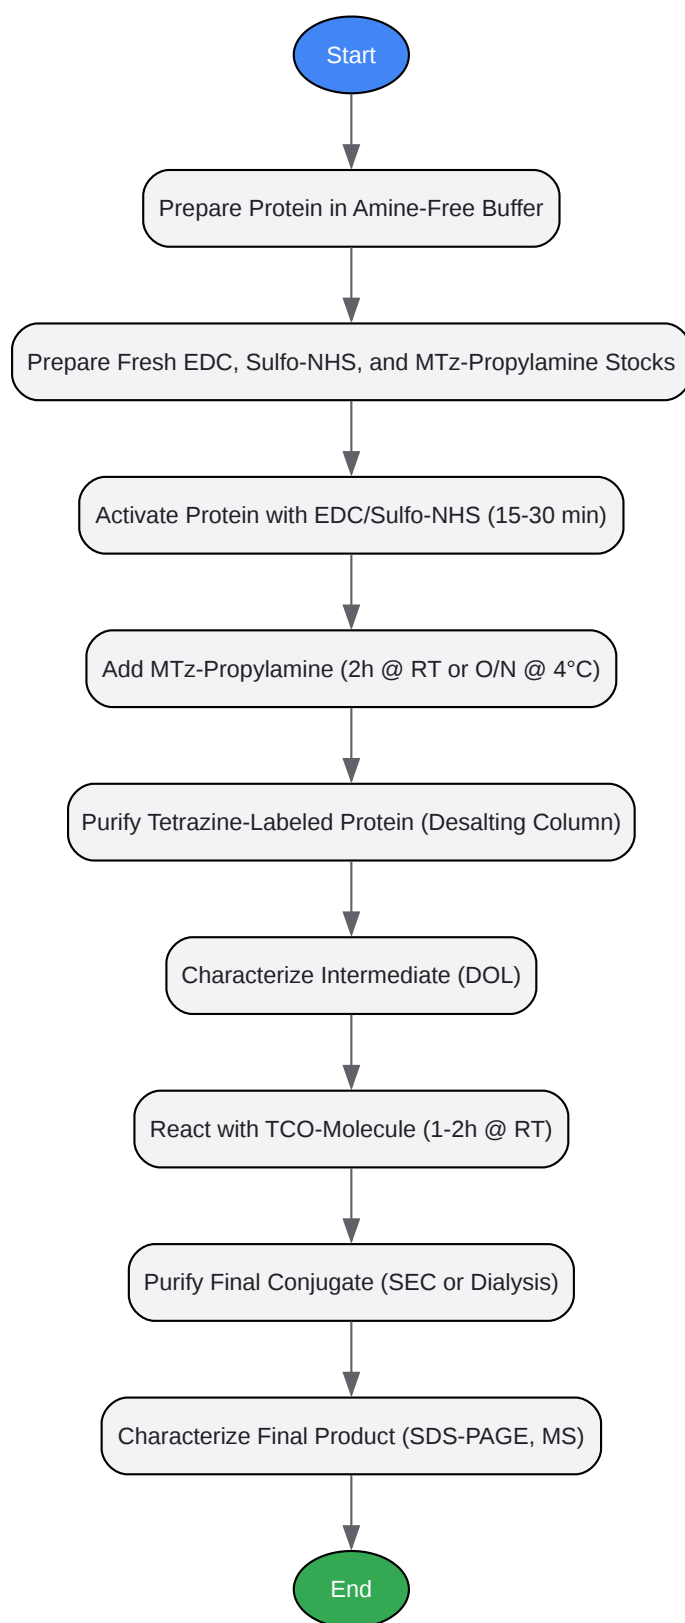 Start
Prepare Protein in Amine-Free Buffer
Prepare Fresh EDC, Sulfo-NHS, and MTz-Propylamine Stocks
Activate Protein with EDC/Sulfo-NHS (15-30 min)
Add MTz-Propylamine (2h @ RT or O/N @ 4°C)
Purify Tetrazine-Labeled Protein (Desalting Column)
Characterize Intermediate (DOL)
React with TCO-Molecule (1-2h @ RT)
Purify Final Conjugate (SEC or Dialysis)
Characterize Final Product (SDS-PAGE, MS)
End